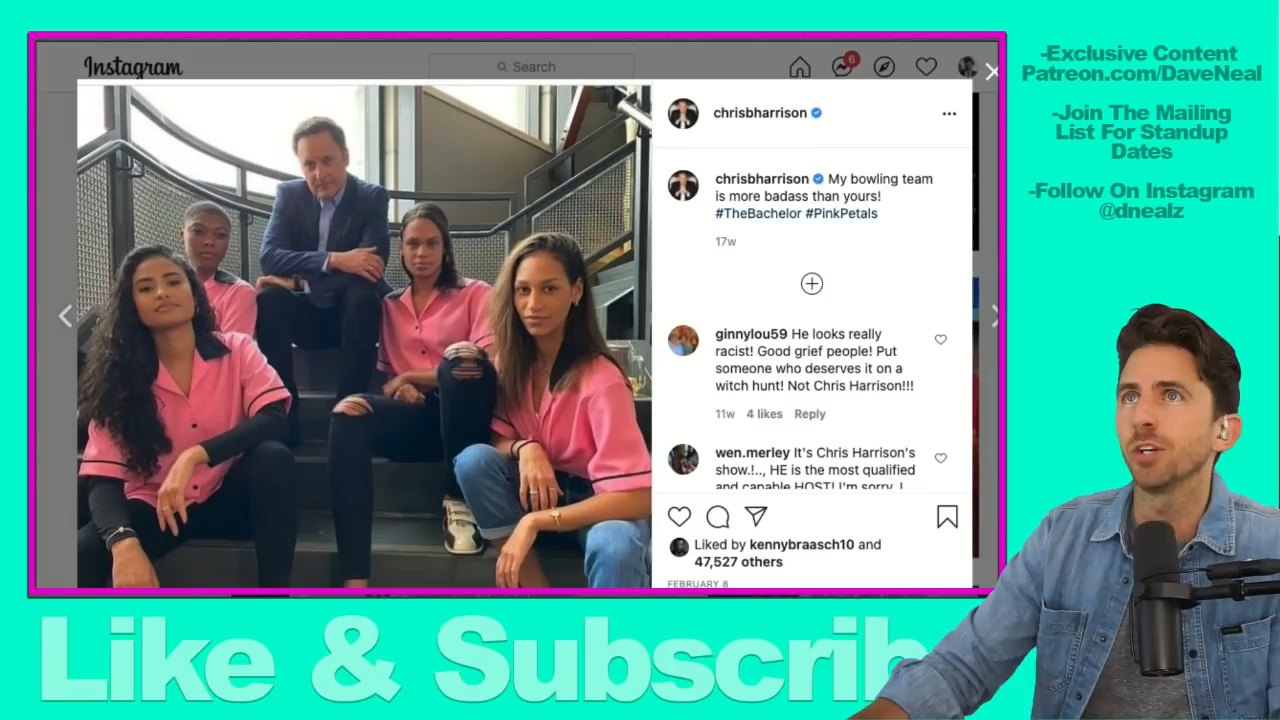 Instagram
Search
6
chrisbharrison
chrisbharrison My bowling team
is more badass than yours!
#TheBachelor #PinkPetals
17w
ginnylou59 He looks really
racist! Good grief people! Put
someone who deserves it on a
witch hunt! Not Chris Harrison!!!
11w 4 likes Reply
wen.merley It's Chris Harrison's
show.!.., HE is the most qualified
and capable HOST! I'm sorry, I
Liked by kennybraasch10 and
47,527 others
FEBRUARY 8
-Exclusive Content
Patreon.com/DaveNeal
-Join The Mailing
List For Standup
Dates
-Follow On Instagram
@dnealz
Like & Subscrib